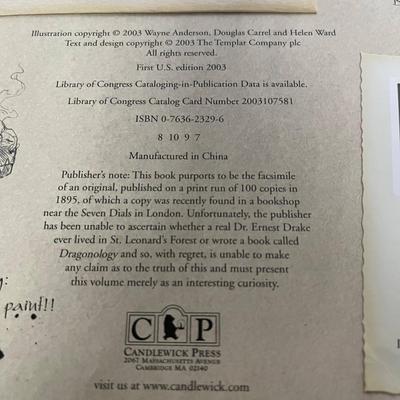 Illustration copyright © 2003 Wayne Anderson, Douglas Carrel and Helen Ward
Text and design copyright © 2003 The Templar Company plc
All rights reserved.
First U.S. edition 2003
Library of Congress Cataloging-in-Publication Data is available.
Library of Congress Catalog Card Number 2003107581
ISBN 0-7636-2329-6
8 10 9 7
Manufactured in China
Publisher's note: This book purports to be the facsimile
of an original, published on a print run of 100 copies in
1895, of which a copy was recently found in a bookshop
near the Seven Dials in London. Unfortunately, the publisher
has been unable to ascertain whether a real Dr. Ernest Drake
ever lived in St. Leonard's Forest or wrote a book called
Dragonology and so, with regret, is unable to make
any claim as to the truth of this and must present
this volume merely as an interesting curiosity.
paint!!
C P
CANDLEWICK PRESS
2067 MASSACHUSETTS AVENUE
CAMBRIDGE MA 02140
visit us at www.candlewick.com